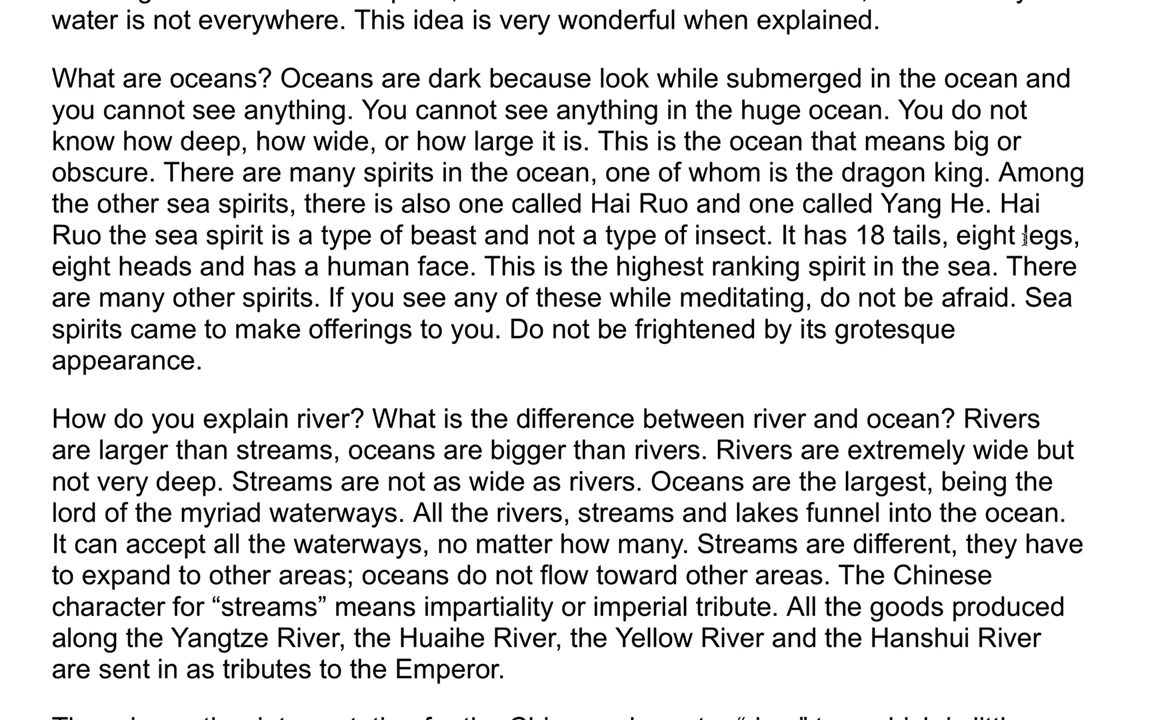 water is not everywhere. This idea is very wonderful when explained.
What are oceans? Oceans are dark because look while submerged in the ocean and
you cannot see anything. You cannot see anything in the huge ocean. You do not
know how deep, how wide, or how large it is. This is the ocean that means big or
obscure. There are many spirits in the ocean, one of whom is the dragon king. Among
the other sea spirits, there is also one called Hai Ruo and one called Yang He. Hai
Ruo the sea spirit is a type of beast and not a type of insect. It has 18 tails, eight legs,
eight heads and has a human face. This is the highest ranking spirit in the sea. There
are many other spirits. If you see any of these while meditating, do not be afraid. Sea
spirits came to make offerings to you. Do not be frightened by its grotesque
appearance.
How do you explain river? What is the difference between river and ocean? Rivers
are larger than streams, oceans are bigger than rivers. Rivers are extremely wide but
not very deep. Streams are not as wide as rivers. Oceans are the largest, being the
lord of the myriad waterways. All the rivers, streams and lakes funnel into the ocean.
It can accept all the waterways, no matter how many. Streams are different, they have
to expand to other areas; oceans do not flow toward other areas. The Chinese
character for “streams” means impartiality or imperial tribute. All the goods produced
along the Yangtze River, the Huaihe River, the Yellow River and the Hanshui River
are sent in as tributes to the Emperor.